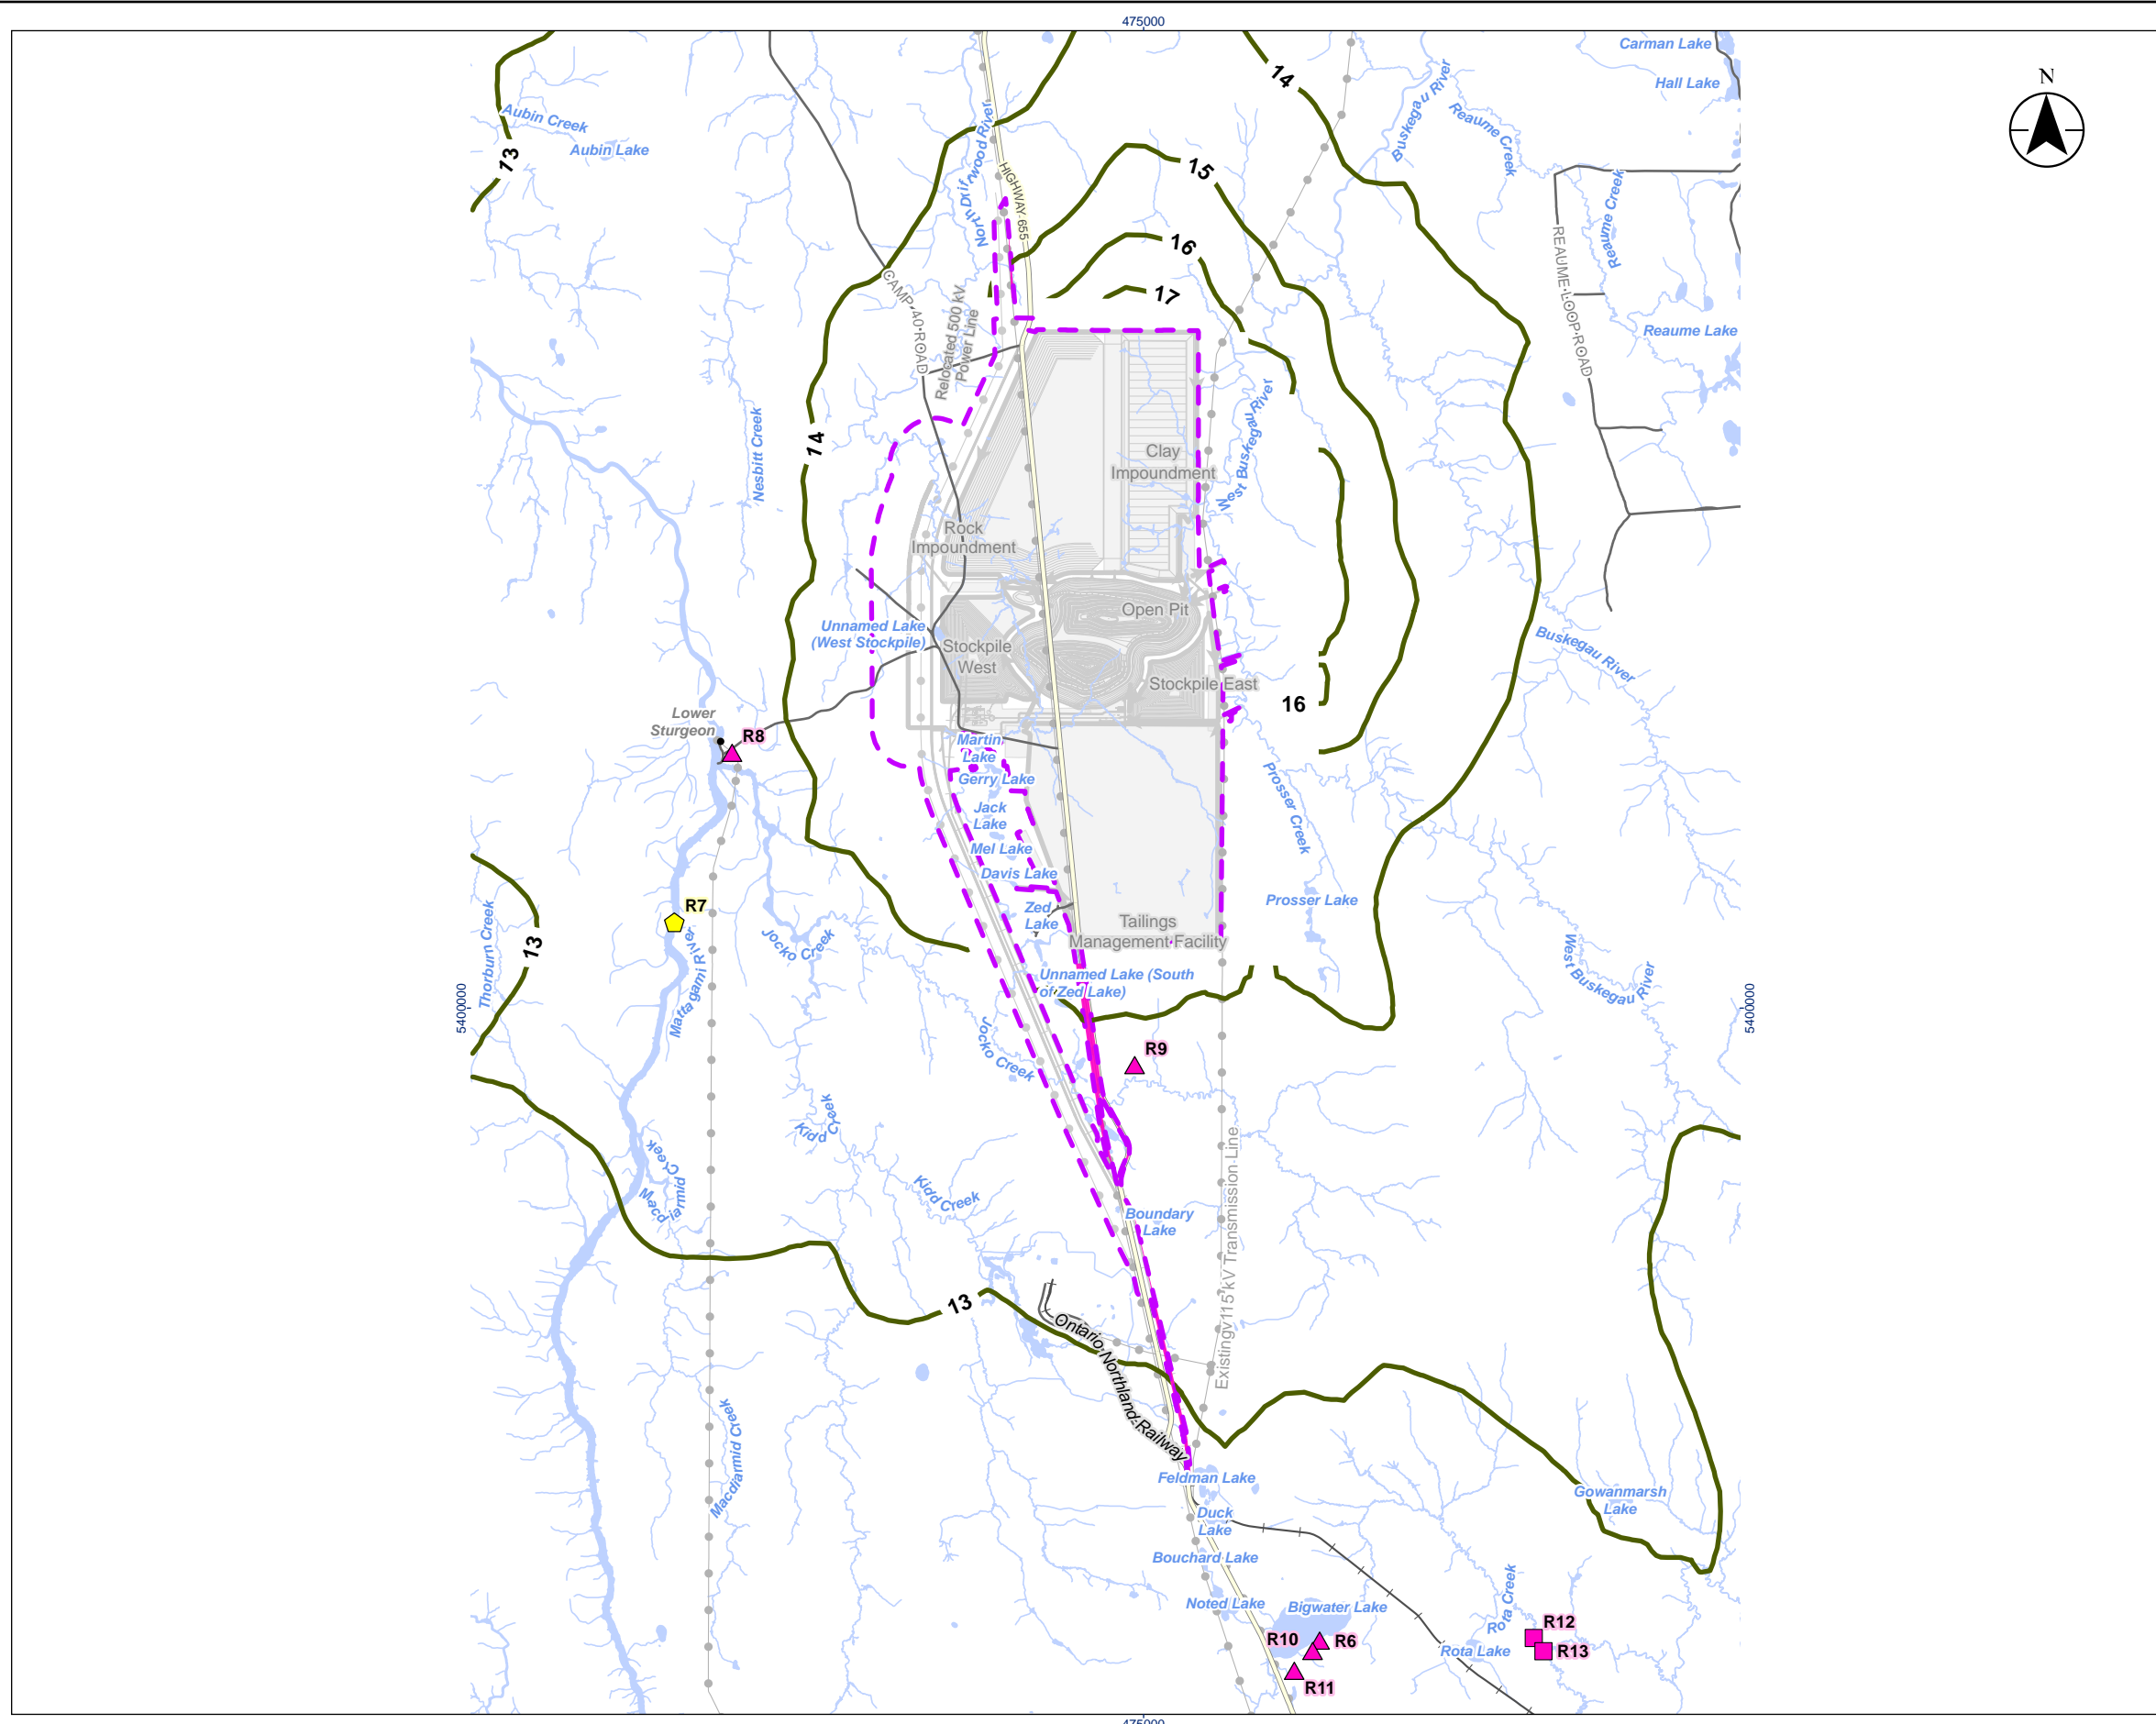 475000
Carman Lake
Hall Lake
N
14
Buskegau River
Reaume Creek
Aubin Creek
Aubin Lake
13
North Driftwood River
HIGHWAY 655
15
Reaume Creek
16
REAUME LOOP ROAD
17
CAMP 40 ROAD
Relocated 500 kV
Power Line
Reaume Lake
14
Nesbitt Creek
West Buskegau River
Clay
Impoundment
Rock
Impoundment
Open Pit
Unnamed Lake
(West Stockpile)
Stockpile
West
Buskegau River
Stockpile East
16
Lower
Sturgeon
R8
Martin
Lake
Gerry Lake
Jack
Lake
Prosser Creek
Mel Lake
Davis Lake
Prosser Lake
R7
Zed
Lake
Tailings
Management Facility
Thorburn Creek
13
Jocko Creek
Mattagami River
West Buskegau River
Unnamed Lake (South
of Zed Lake)
5400000
5400000
Jocko Creek
R9
Kidd Creek
Macdiarmid Creek
Kidd Creek
Existing 115 kV Transmission Line
Boundary
Lake
13
Ontario Northland Railway
Macdiarmid Creek
Feldman Lake
Gowanmarsh
Lake
Duck
Lake
Bouchard Lake
Noted Lake
Bigwater Lake
Rota Creek
R12
R10
R6
Rota Lake
R13
R11
475000